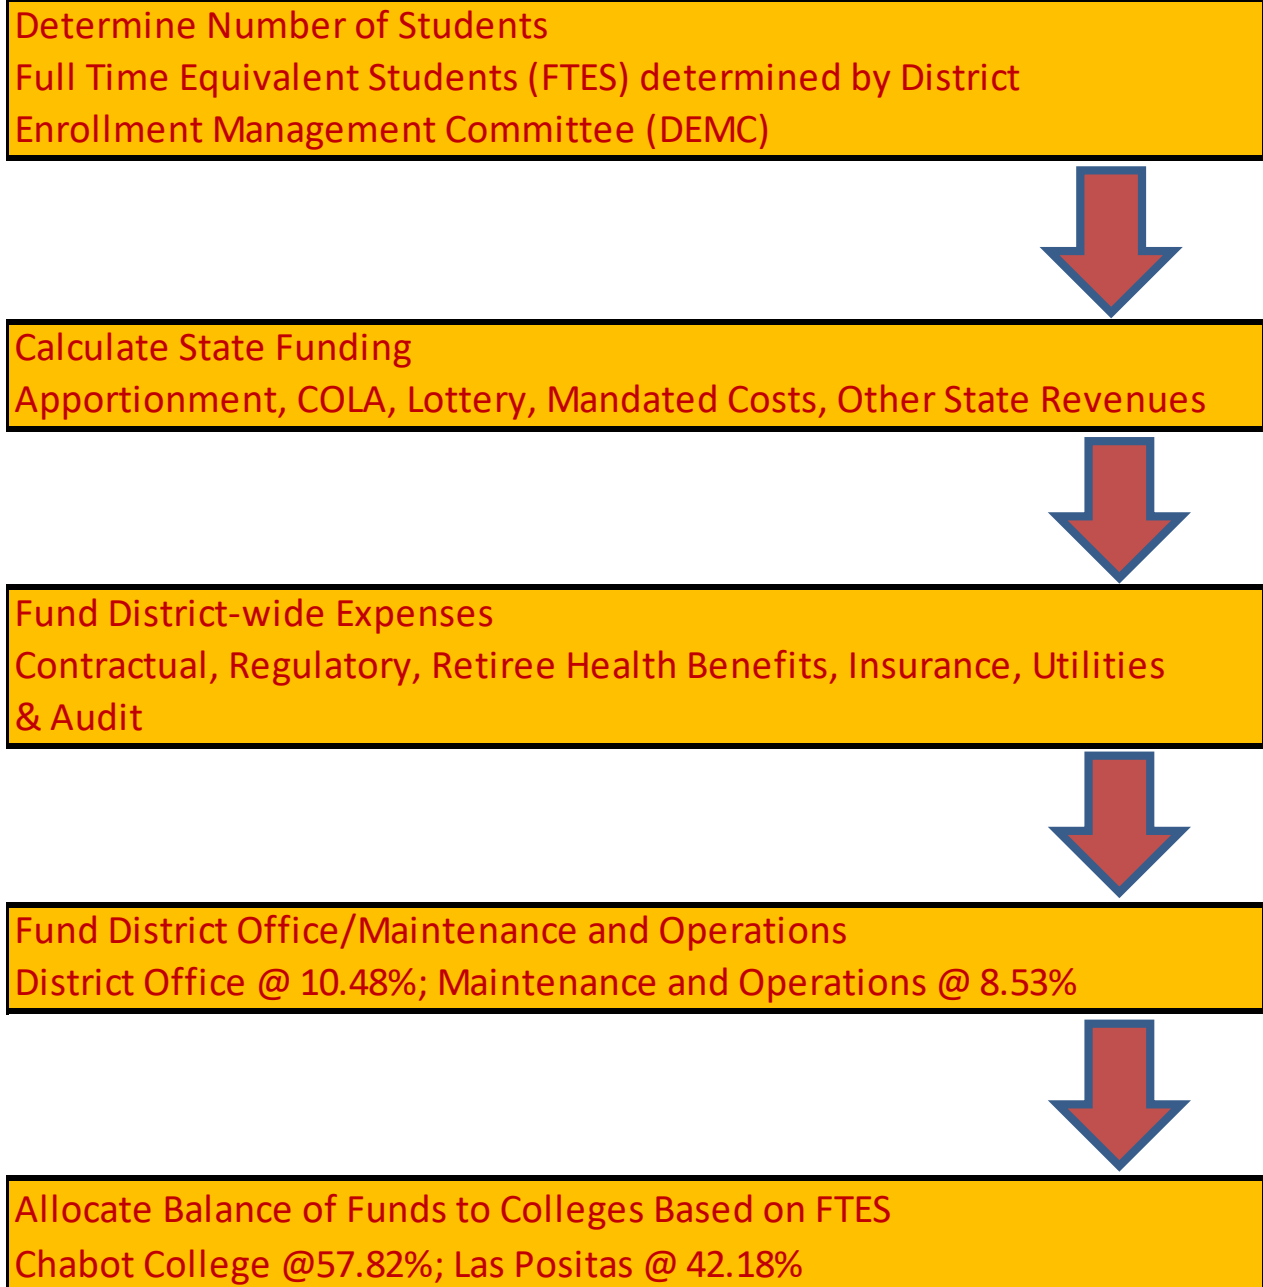 Determine Number of Students
Full Time Equivalent Students (FTES) determined by District
Enrollment Management Committee (DEMC)
Calculate State Funding
Apportionment, COLA, Lottery, Mandated Costs, Other State Revenues
Fund District-wide Expenses
Contractual, Regulatory, Retiree Health Benefits, Insurance, Utilities
& Audit
Fund District Office/Maintenance and Operations
District Office @ 10.48%; Maintenance and Operations @ 8.53%
Allocate Balance of Funds to Colleges Based on FTES
Chabot College @57.82%; Las Positas @ 42.18%